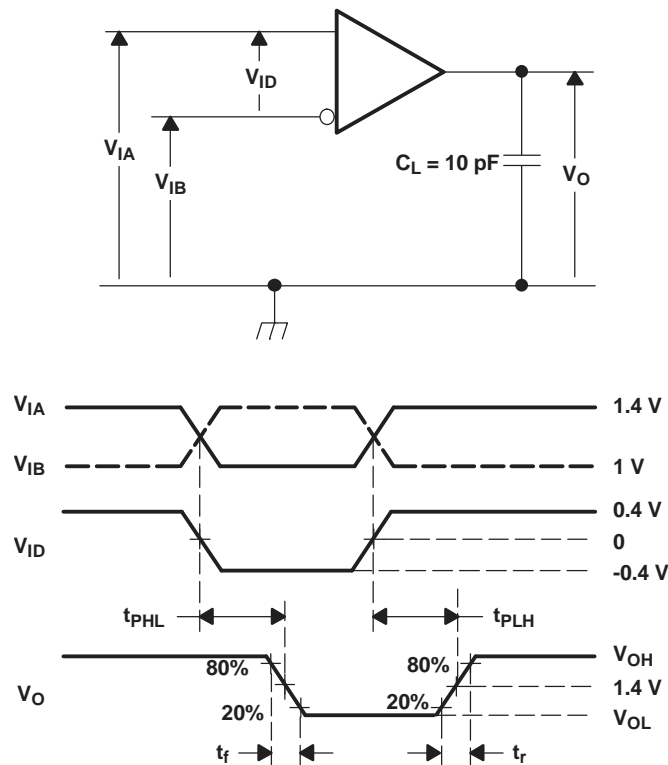 V_ID
V_IA
V_IB
C_L = 10 pF
V_O
V_IA
1.4 V
V_IB
1 V
0.4 V
V_ID
0
-0.4 V
t_PHL
t_PLH
80%
80%
V_OH
V_O
1.4 V
20%
20%
V_OL
t_f
t_r